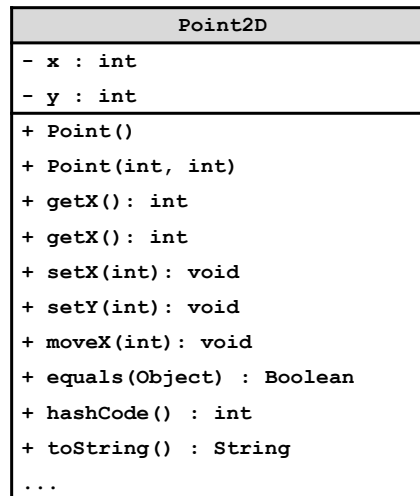 Point2D
- x : int
- y : int
+ Point()
+ Point(int, int)
+ getX(): int
+ getX(): int
+ setX(int): void
+ setY(int): void
+ moveX(int): void
+ equals(Object) : Boolean
+ hashCode() : int
+ toString() : String
...